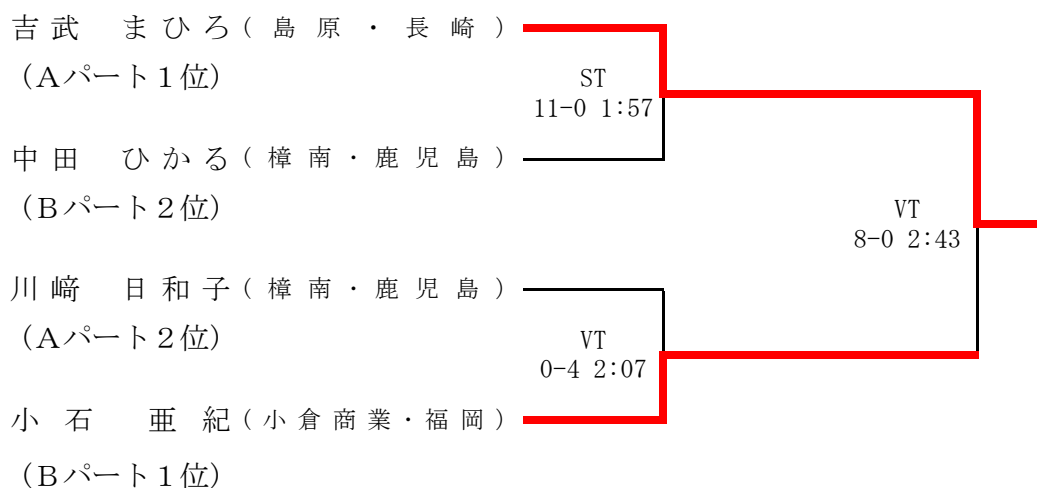 吉武 まひろ(島原・長崎)
(Aパート1位)
ST
11-0 1:57
中田 ひかる(樟南・鹿児島)
(Bパート2位)
VT
8-0 2:43
川﨑 日和子(樟南・鹿児島)
(Aパート2位)
VT
0-4 2:07
小石 亜紀(小倉商業・福岡)
(Bパート1位)